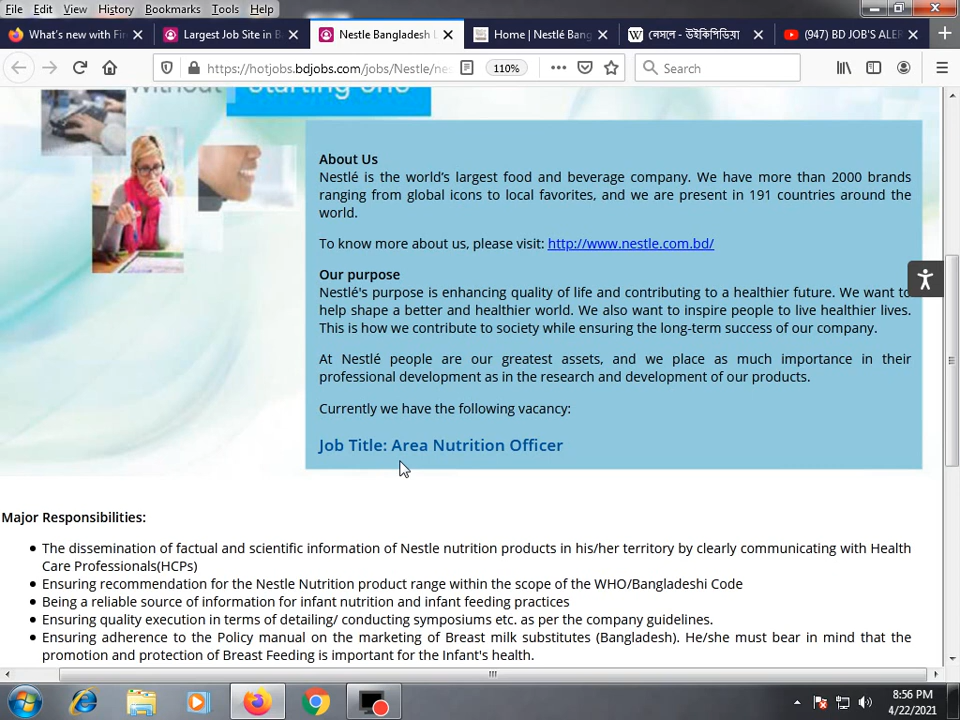 File Edit View History Bookmarks Tools Help
What's new with Fir
Largest Job Site in B
Nestle Bangladesh L
Home | Nestlé Bang
নেসলে - উইকিপিডিয়া
(947) BD JOB'S ALER
https://hotjobs.bdjobs.com/jobs/Nestle/nes
110%
Search
Without Starting One
About Us
Nestlé is the world's largest food and beverage company. We have more than 2000 brands
ranging from global icons to local favorites, and we are present in 191 countries around the
world.
To know more about us, please visit: http://www.nestle.com.bd/
Our purpose
Nestlé's purpose is enhancing quality of life and contributing to a healthier future. We want to
help shape a better and healthier world. We also want to inspire people to live healthier lives.
This is how we contribute to society while ensuring the long-term success of our company.
At Nestlé people are our greatest assets, and we place as much importance in their
professional development as in the research and development of our products.
Currently we have the following vacancy:
Job Title: Area Nutrition Officer
Major Responsibilities:
The dissemination of factual and scientific information of Nestle nutrition products in his/her territory by clearly communicating with Health
Care Professionals(HCPs)
Ensuring recommendation for the Nestle Nutrition product range within the scope of the WHO/Bangladeshi Code
Being a reliable source of information for infant nutrition and infant feeding practices
Ensuring quality execution in terms of detailing/ conducting symposiums etc. as per the company guidelines.
Ensuring adherence to the Policy manual on the marketing of Breast milk substitutes (Bangladesh). He/she must bear in mind that the
promotion and protection of Breast Feeding is important for the Infant's health.
8:56 PM
4/22/2021